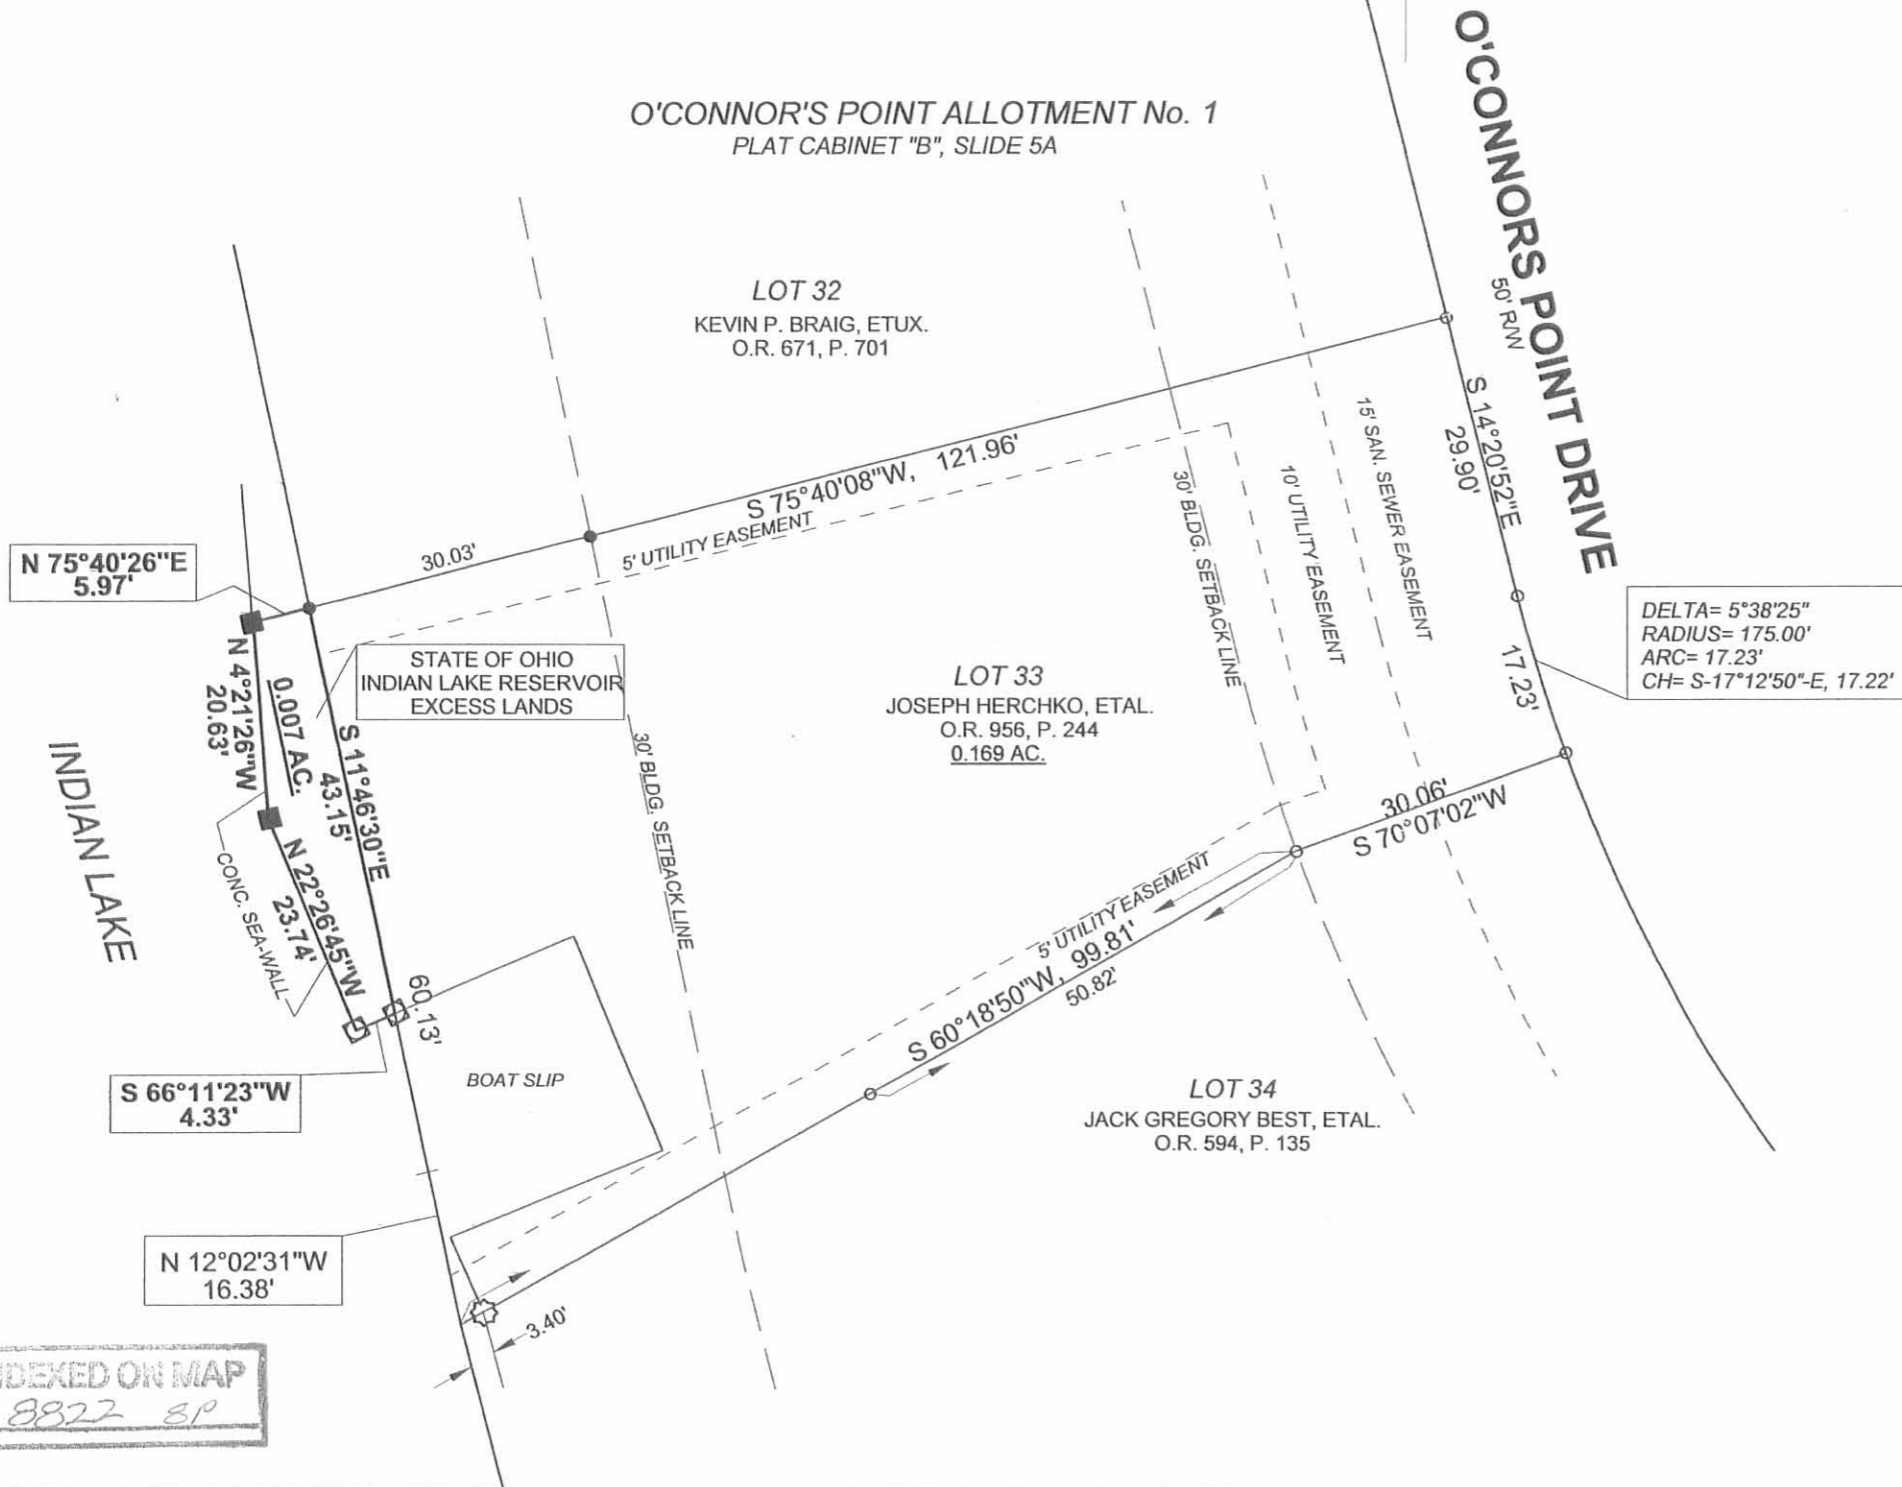 O'CONNOR'S POINT ALLOTMENT No. 1
PLAT CABINET "B", SLIDE 5A
O'CONNORS POINT DRIVE
50' R/W
LOT 32
KEVIN P. BRAIG, ETUX.
O.R. 671, P. 701
S 14°20'52"E
29.90'
15' SAN. SEWER EASEMENT
10' UTILITY EASEMENT
30' BLDG. SETBACK LINE
S 75°40'08"W, 121.96'
5' UTILITY EASEMENT
30.03'
N 75°40'26"E
5.97'
DELTA= 5°38'25"
RADIUS= 175.00'
ARC= 17.23'
CH= S-17°12'50"-E, 17.22'
17.23'
STATE OF OHIO
INDIAN LAKE RESERVOIR
EXCESS LANDS
LOT 33
JOSEPH HERCHKO, ETAL.
O.R. 956, P. 244
0.169 AC.
N 4°21'26"W
20.63'
0.007 AC.
S 11°46'30"E
43.15'
30' BLDG. SETBACK LINE
INDIAN LAKE
CONC. SEA-WALL
N 22°26'45"W
23.74'
60.13'
30.06'
S 70°07'02"W
5' UTILITY EASEMENT
S 60°18'50"W, 99.81'
50.82'
BOAT SLIP
S 66°11'23"W
4.33'
LOT 34
JACK GREGORY BEST, ETAL.
O.R. 594, P. 135
N 12°02'31"W
16.38'
3.40'
NDEXED ON MAP
8822 SP